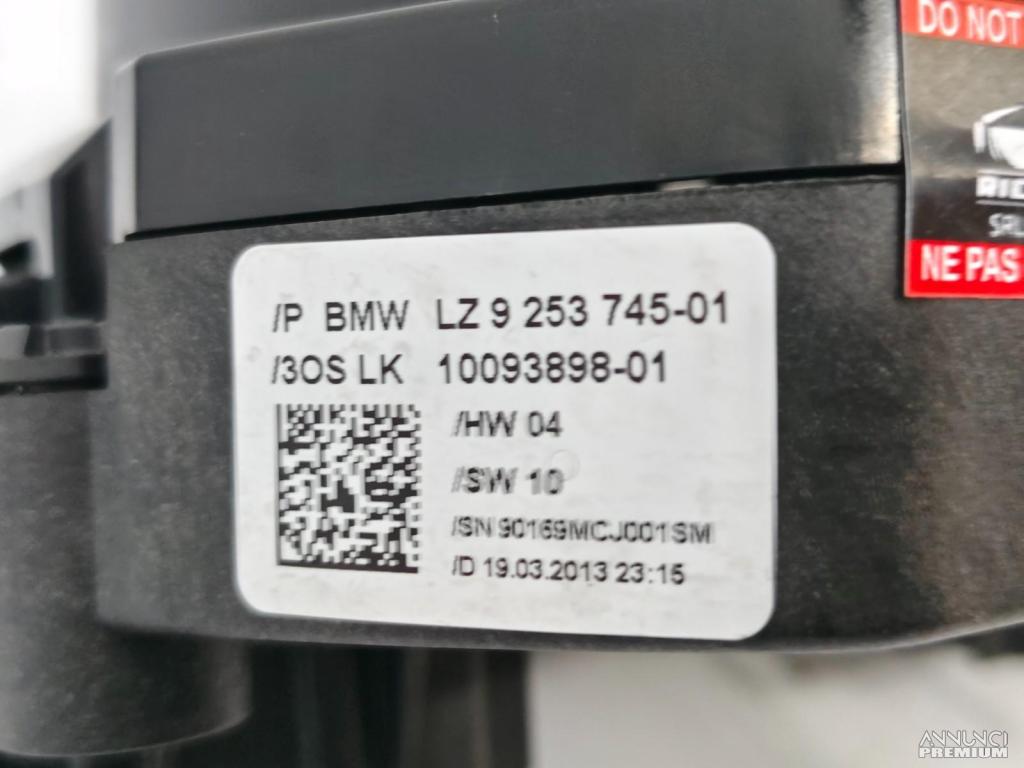 DO NOT
SRL
NE PAS
/P BMW LZ 9 253 745-01
/3OS LK 10093898-01
/HW 04
/SW 10
/SN 90169MCJ001SM
/D 19.03.2013 23:15
ANNUNCI
PREMIUM